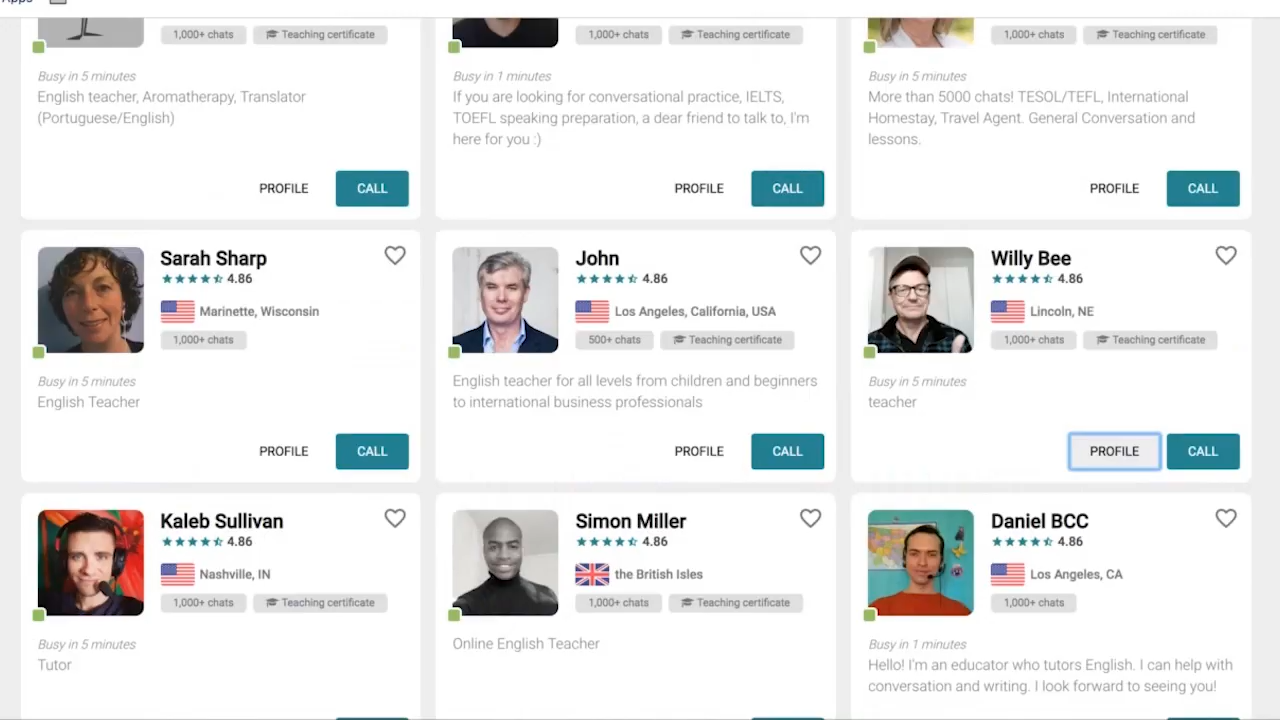 Apps
1,000+ chats Teaching certificate
Busy in 5 minutes
English teacher, Aromatherapy, Translator
(Portuguese/English)
PROFILE CALL
1,000+ chats Teaching certificate
Busy in 1 minutes
If you are looking for conversational practice, IELTS,
TOEFL speaking preparation, a dear friend to talk to, I'm
here for you :)
PROFILE CALL
1,000+ chats Teaching certificate
Busy in 5 minutes
More than 5000 chats! TESOL/TEFL, International
Homestay, Travel Agent. General Conversation and
lessons.
PROFILE CALL
Sarah Sharp
4.86
Marinette, Wisconsin
1,000+ chats
Busy in 5 minutes
English Teacher
PROFILE CALL
John
4.86
Los Angeles, California, USA
500+ chats Teaching certificate
English teacher for all levels from children and beginners
to international business professionals
PROFILE CALL
Willy Bee
4.86
Lincoln, NE
1,000+ chats Teaching certificate
Busy in 5 minutes
teacher
PROFILE CALL
Kaleb Sullivan
4.86
Nashville, IN
1,000+ chats Teaching certificate
Busy in 5 minutes
Tutor
Simon Miller
4.86
the British Isles
1,000+ chats Teaching certificate
Online English Teacher
Daniel BCC
4.86
Los Angeles, CA
1,000+ chats
Busy in 1 minutes
Hello! I'm an educator who tutors English. I can help with
conversation and writing. I look forward to seeing you!